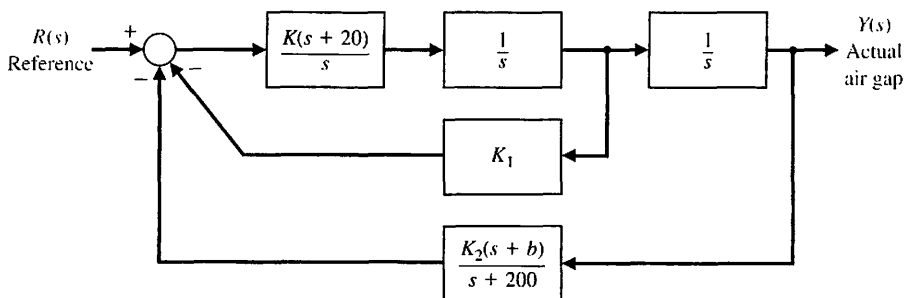 R(s)
Reference
+
−
−
K(s + 20)
s
1
s
1
s
Y(s)
Actual
air gap
K₁
K₂(s + b)
s + 200